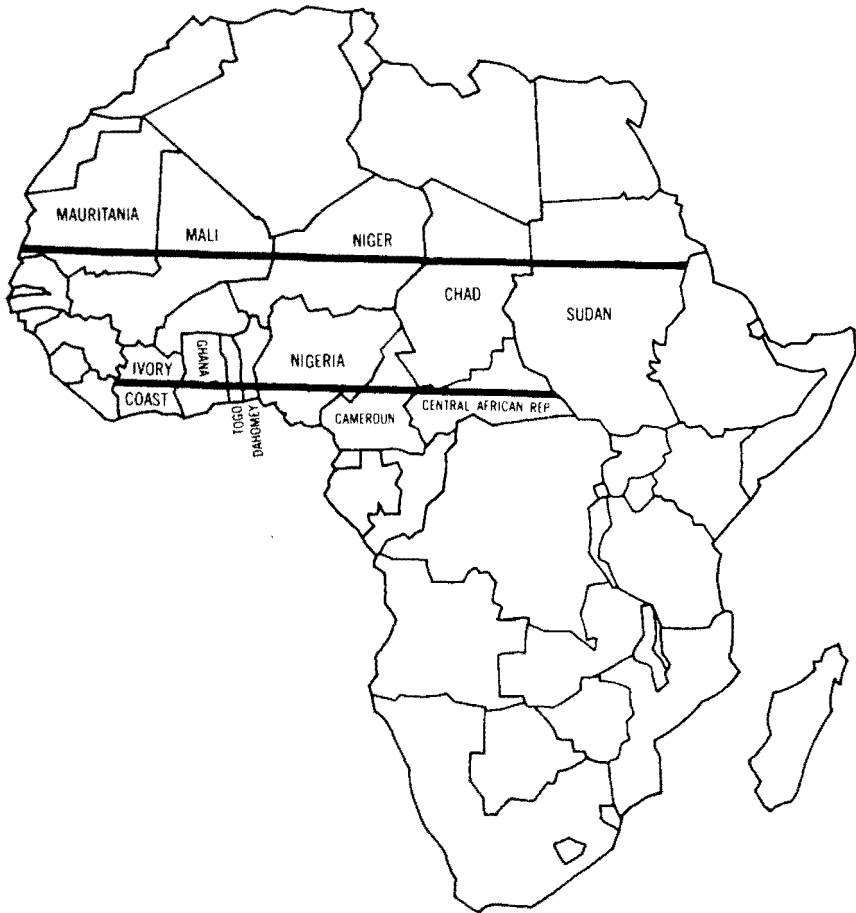 MAURITANIA
MALI
NIGER
CHAD
SUDAN
IVORY
COAST
GHANA
TOGO
DAHOMEY
NIGERIA
CAMEROUN
CENTRAL AFRICAN REP